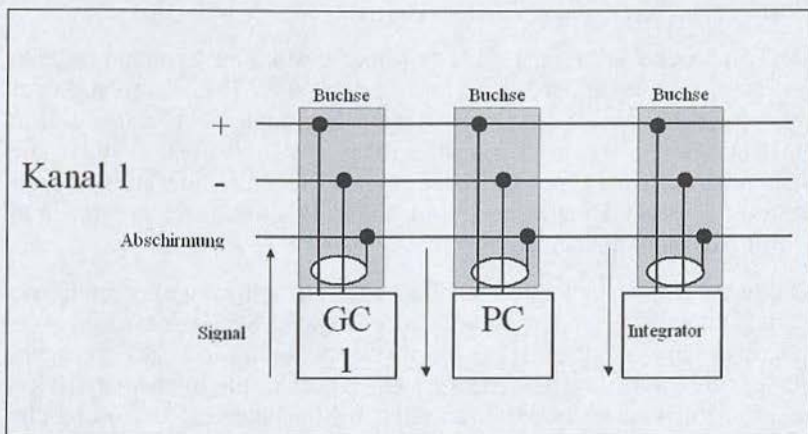 Buchse Buchse Buchse
+
Kanal 1 -
Abschirmung
Signal
GC
1
PC
Integrator